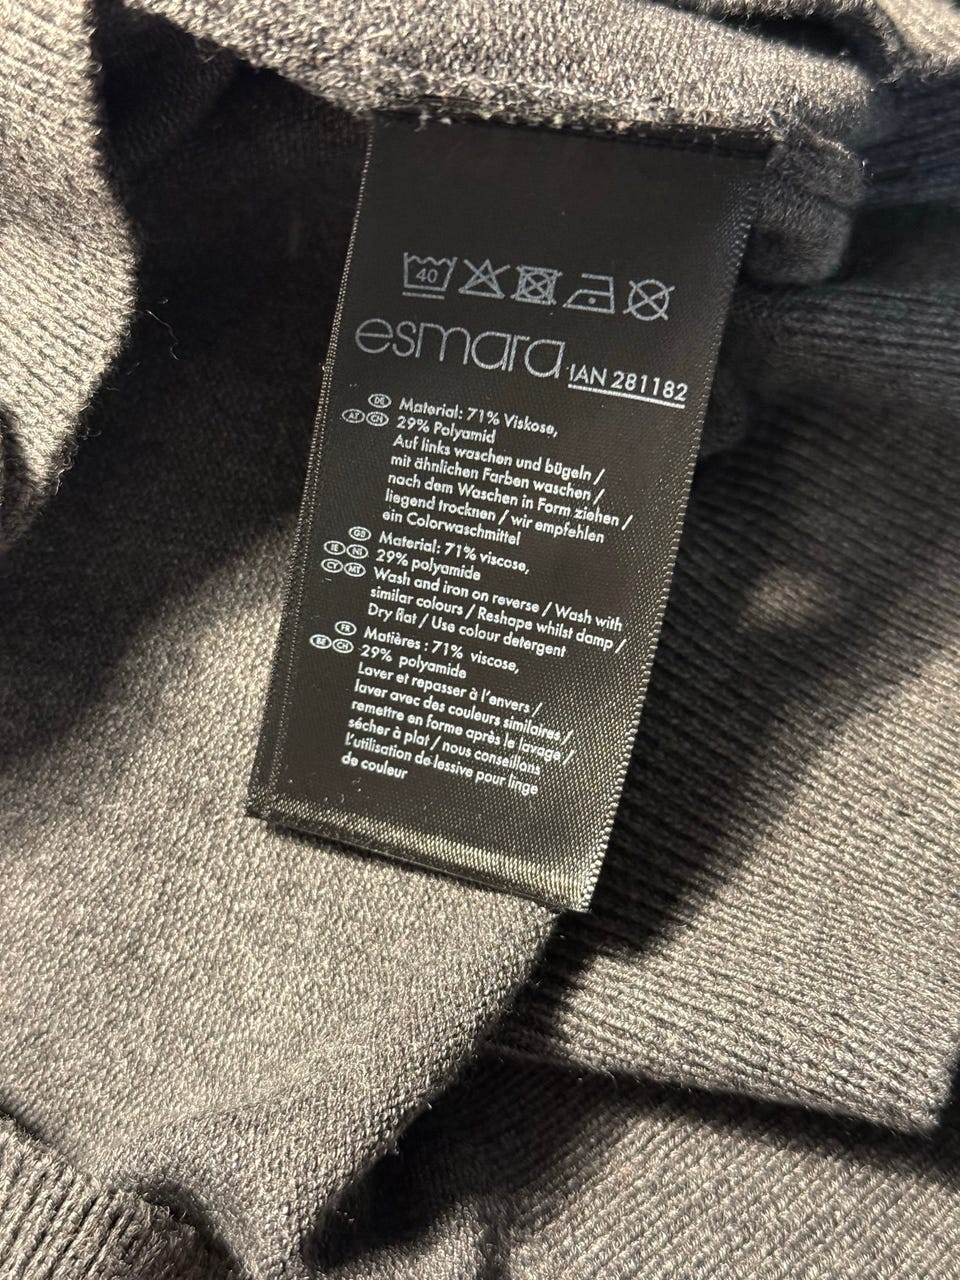 40
esmara IAN 281182
DE Material: 71% Viskose,
AT CH 29% Polyamid
Auf links waschen und bügeln /
mit ähnlichen Farben waschen /
nach dem Waschen in Form ziehen /
liegend trocknen / wir empfehlen
ein Colorwaschmittel
GB Material: 71% viscose,
IE NI 29% polyamide
CY MT Wash and iron on reverse / Wash with
similar colours / Reshape whilst damp /
Dry flat / Use colour detergent
FR Matières : 71% viscose,
BE CH 29% polyamide
Laver et repasser à l'envers /
laver avec des couleurs similaires /
remettre en forme après le lavage /
sécher à plat / nous conseillons
l'utilisation de lessive pour linge
de couleur